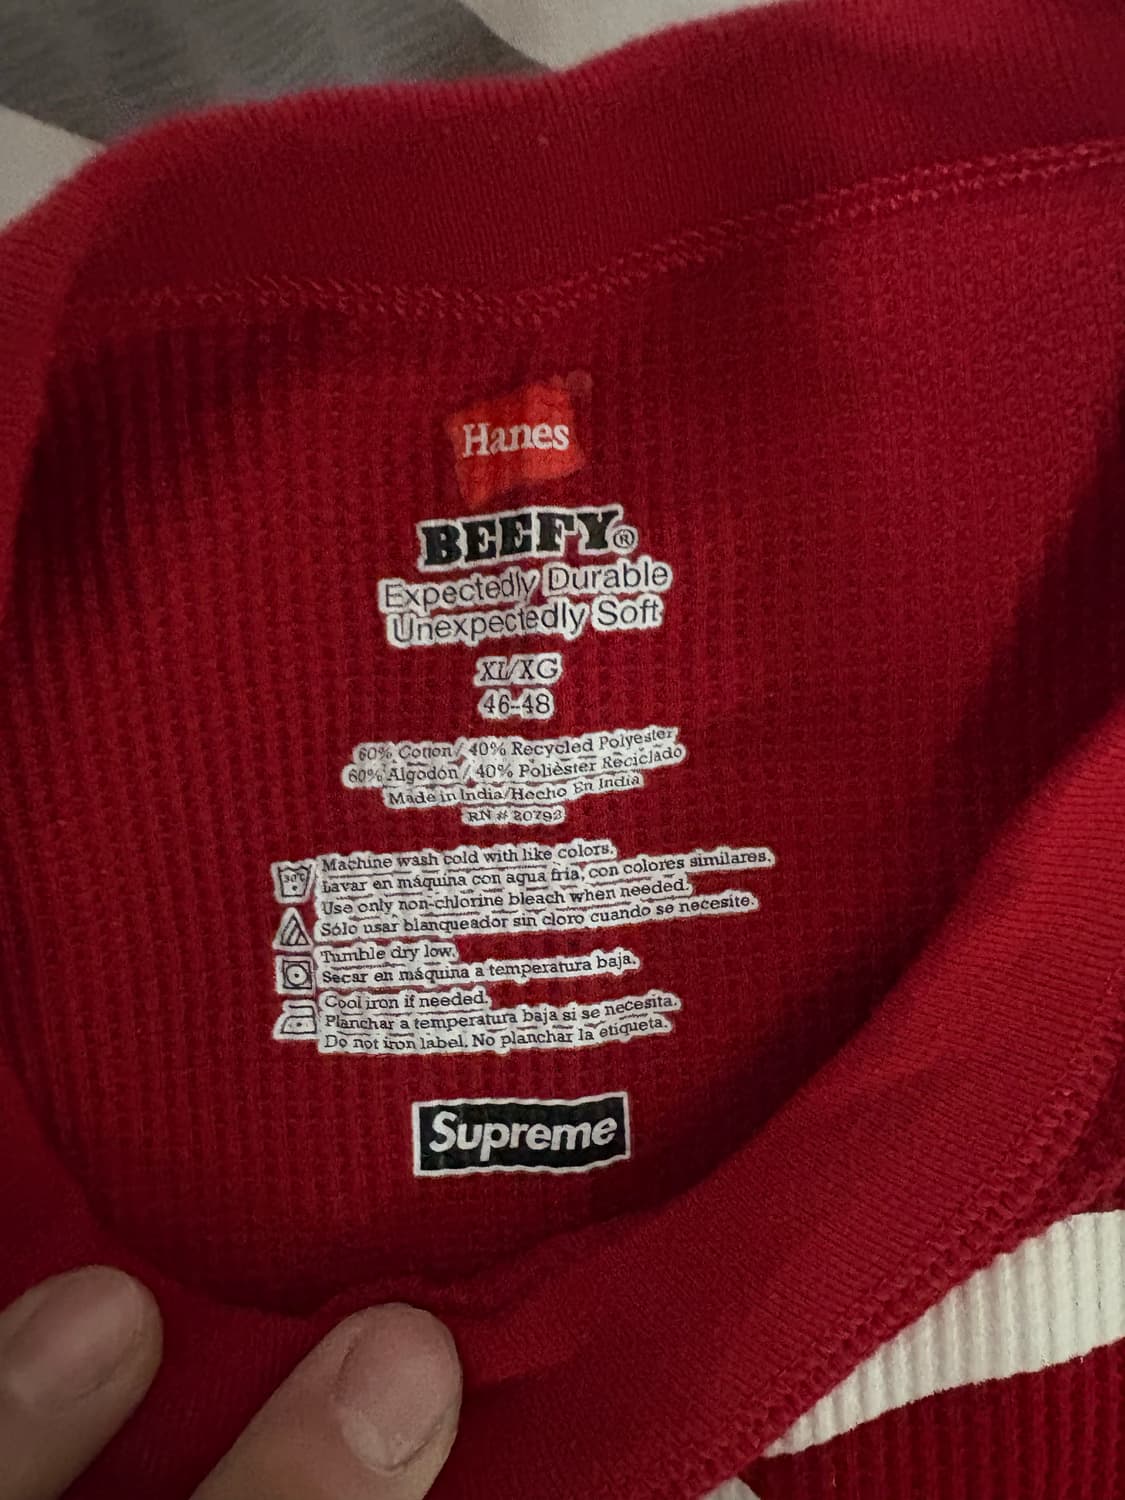 Hanes
BEEFY®
Expectedly Durable
Unexpectedly Soft
XL/XG
46-48
60% Cotton / 40% Recycled Polyester
60% Algodón / 40% Polièster Reciclado
Made in India/Hecho En India
RN # 20793
30°C
Machine wash cold with like colors.
Lavar en máquina con agua fría, con colores similares.
Use only non-chlorine bleach when needed.
Sólo usar blanqueador sin cloro cuando se necesite.
Tumble dry low.
Secar en máquina a temperatura baja.
Cool iron if needed.
Planchar a temperatura baja si se necesita.
Do not iron label. No planchar la etiqueta.
Supreme